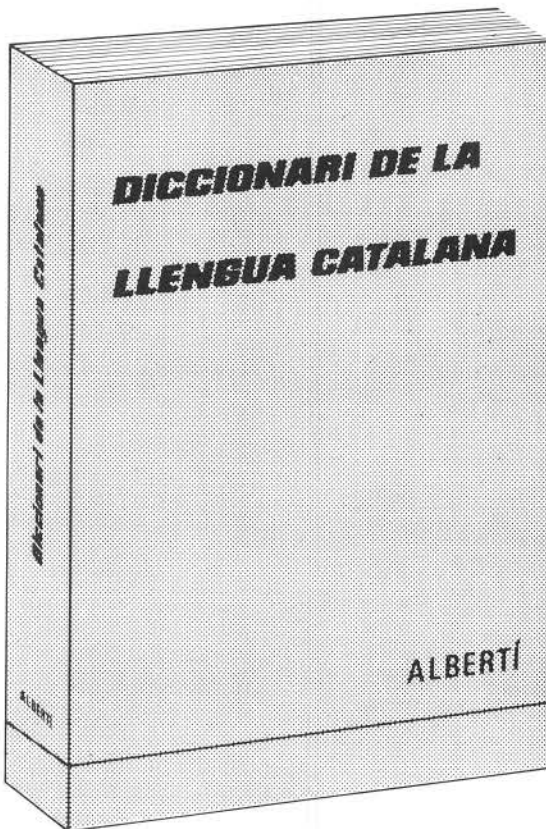 DICCIONARI DE LA
LLENGUA CATALANA
ALBERTÍ
Diccionari de la Llengua Catalana
ALBERTÍ